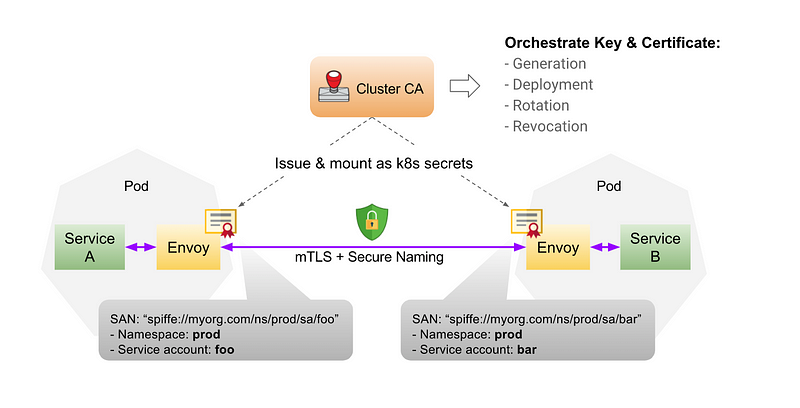 Orchestrate Key & Certificate:
- Generation
- Deployment
- Rotation
- Revocation
Cluster CA
Issue & mount as k8s secrets
Pod
Pod
Service
A
Envoy
mTLS + Secure Naming
Envoy
Service
B
SAN: “spiffe://myorg.com/ns/prod/sa/foo”
- Namespace: prod
- Service account: foo
SAN: “spiffe://myorg.com/ns/prod/sa/bar”
- Namespace: prod
- Service account: bar